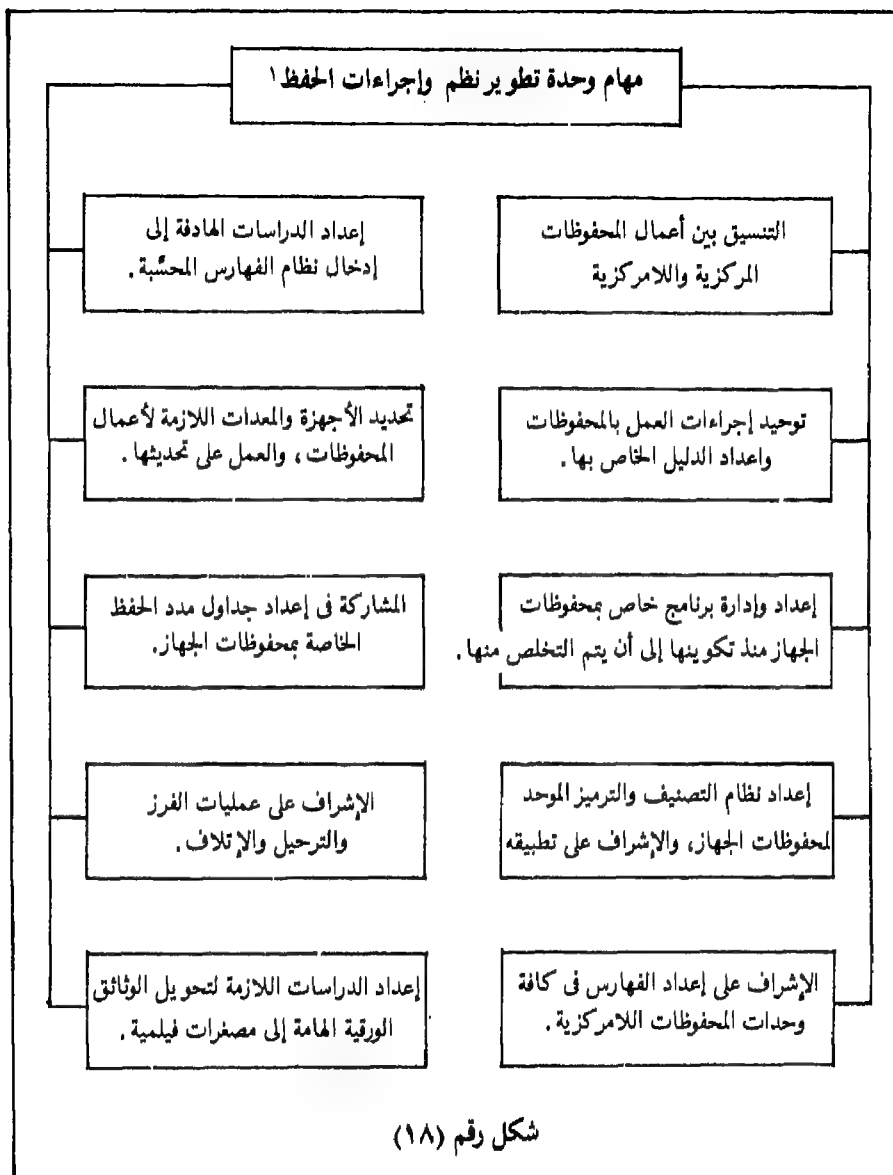 مهام وحدة تطوير نظم وإجراءات الحفظ ١
التنسيق بين أعمال المحفوظات
المركزية واللامركزية
توحيد إجراءات العمل بالمحفوظات
واعداد الدليل الخاص بها .
إعداد وإدارة برنامج خاص بمحفوظات
الجهاز منذ تكوينها إلى أن يتم التخلص منها .
إعداد نظام التصنيف والترميز الموحد
لمحفوظات الجهاز، والإشراف على تطبيقه
الإشراف على إعداد الفهارس فى كافة
وحدات المحفوظات اللامركزية .
إعداد الدراسات الهادفة إلى
إدخال نظام الفهارس المحسَّبة .
تحديد الأجهزة والمعدات اللازمة لأعمال
المحفوظات ، والعمل على تحديثها .
المشاركة فى إعداد جداول مدد الحفظ
الخاصة بمحفوظات الجهاز.
الإشراف على عمليات الفرز
والترحيل والإتلاف .
إعداد الدراسات اللازمة لتحويل الوثائق
الورقية الهامة إلى مصغرات فيلمية .
شكل رقم (١٨)